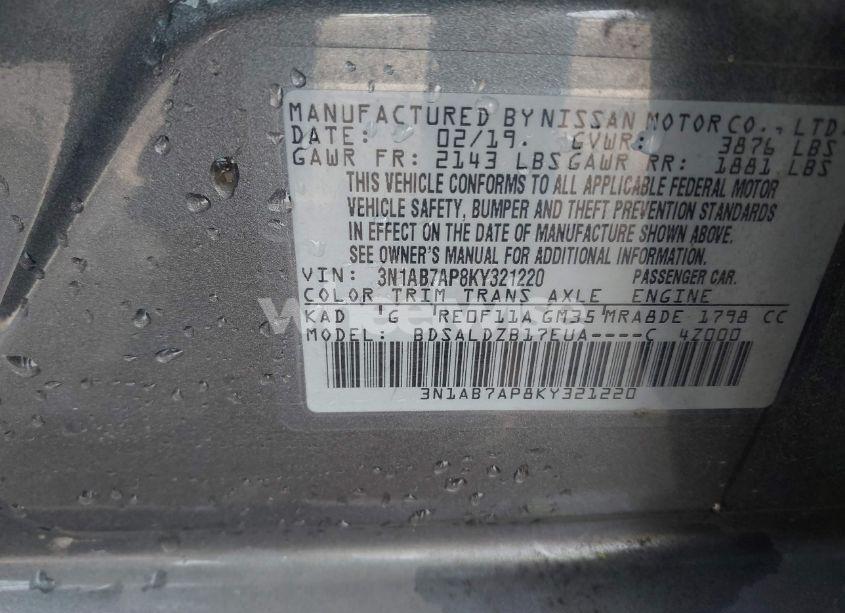 MANUFACTURED BY NISSAN MOTOR CO., LTD.
DATE: 02/19. GVWR: 3876 LBS
GAWR FR: 2143 LBS GAWR RR: 1881 LBS
THIS VEHICLE CONFORMS TO ALL APPLICABLE FEDERAL MOTOR
VEHICLE SAFETY, BUMPER AND THEFT PREVENTION STANDARDS
IN EFFECT ON THE DATE OF MANUFACTURE SHOWN ABOVE.
SEE OWNER'S MANUAL FOR ADDITIONAL INFORMATION.
VIN: 3N1AB7AP8KY321220 PASSENGER CAR.
COLOR TRIM TRANS AXLE ENGINE
KAD 'G 'RE0F11A GM35'MRA8DE 1798 CC
MODEL: BDSALDZB17EUA----C 4Z000
3N1AB7AP8KY321220